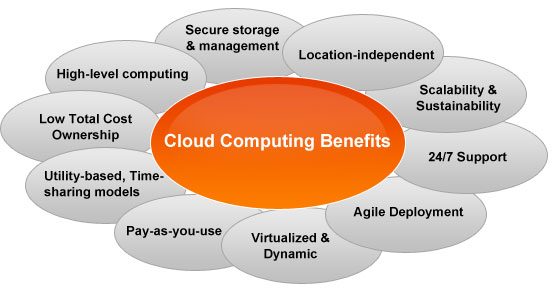 Secure storage
& management
Location-independent
High-level computing
Scalability &
Sustainability
Low Total Cost
Ownership
Cloud Computing Benefits
24/7 Support
Utility-based, Time-
sharing models
Agile Deployment
Pay-as-you-use
Virtualized &
Dynamic